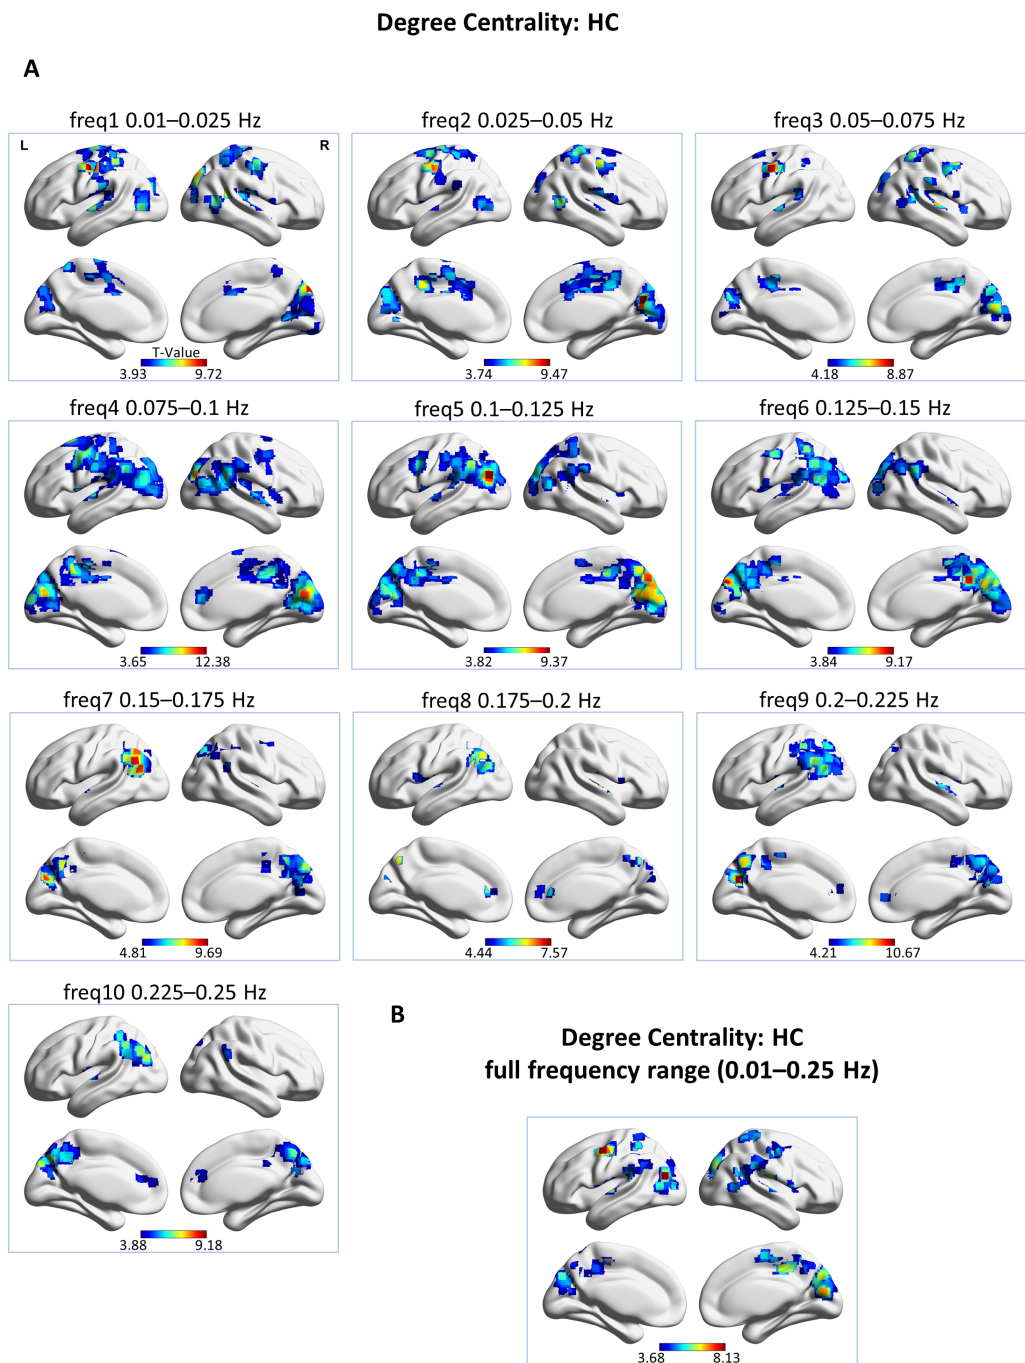 Degree Centrality: HC
A
freq1 0.01–0.025 Hz
freq2 0.025–0.05 Hz
freq3 0.05–0.075 Hz
L
R
T-Value
3.93
9.72
3.74
9.47
4.18
8.87
freq4 0.075–0.1 Hz
freq5 0.1–0.125 Hz
freq6 0.125–0.15 Hz
3.65
12.38
3.82
9.37
3.84
9.17
freq7 0.15–0.175 Hz
freq8 0.175–0.2 Hz
freq9 0.2–0.225 Hz
4.81
9.69
4.44
7.57
4.21
10.67
freq10 0.225–0.25 Hz
3.88
9.18
B
Degree Centrality: HC
full frequency range (0.01–0.25 Hz)
3.68
8.13